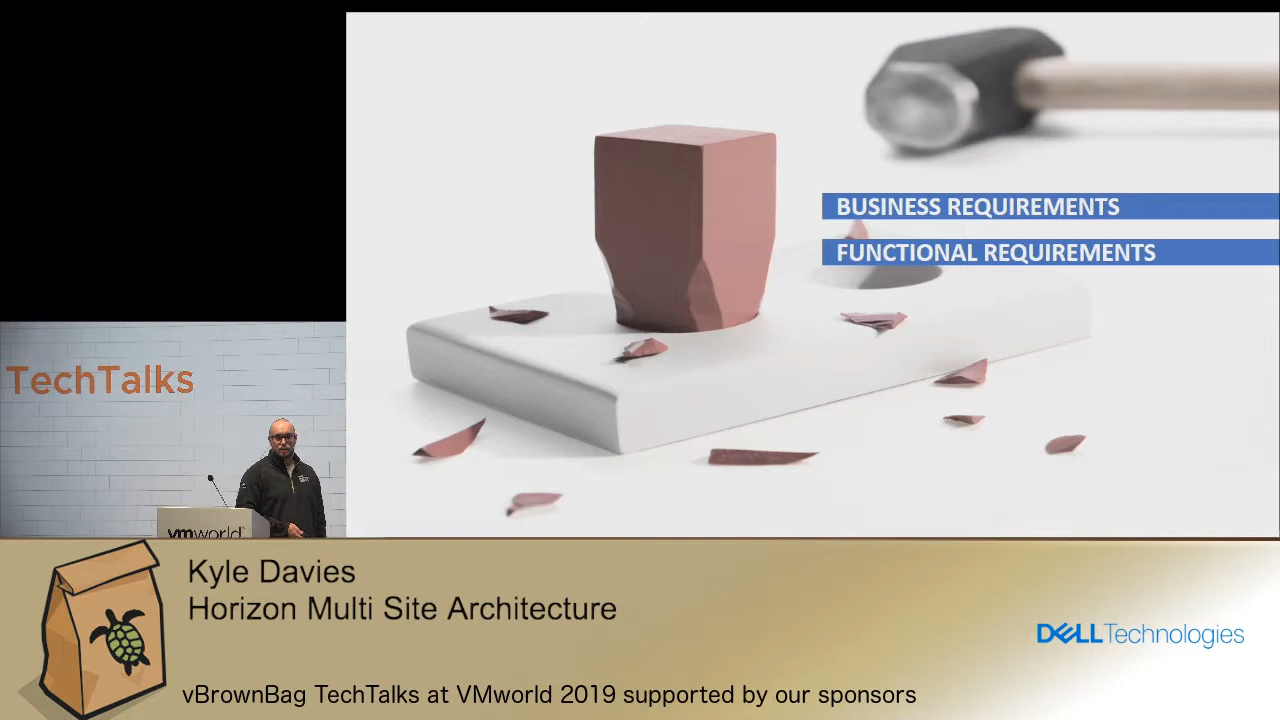 BUSINESS REQUIREMENTS
FUNCTIONAL REQUIREMENTS
TechTalks
vmworld
Kyle Davies
Horizon Multi Site Architecture
DELL Technologies
vBrownBag TechTalks at VMworld 2019 supported by our sponsors